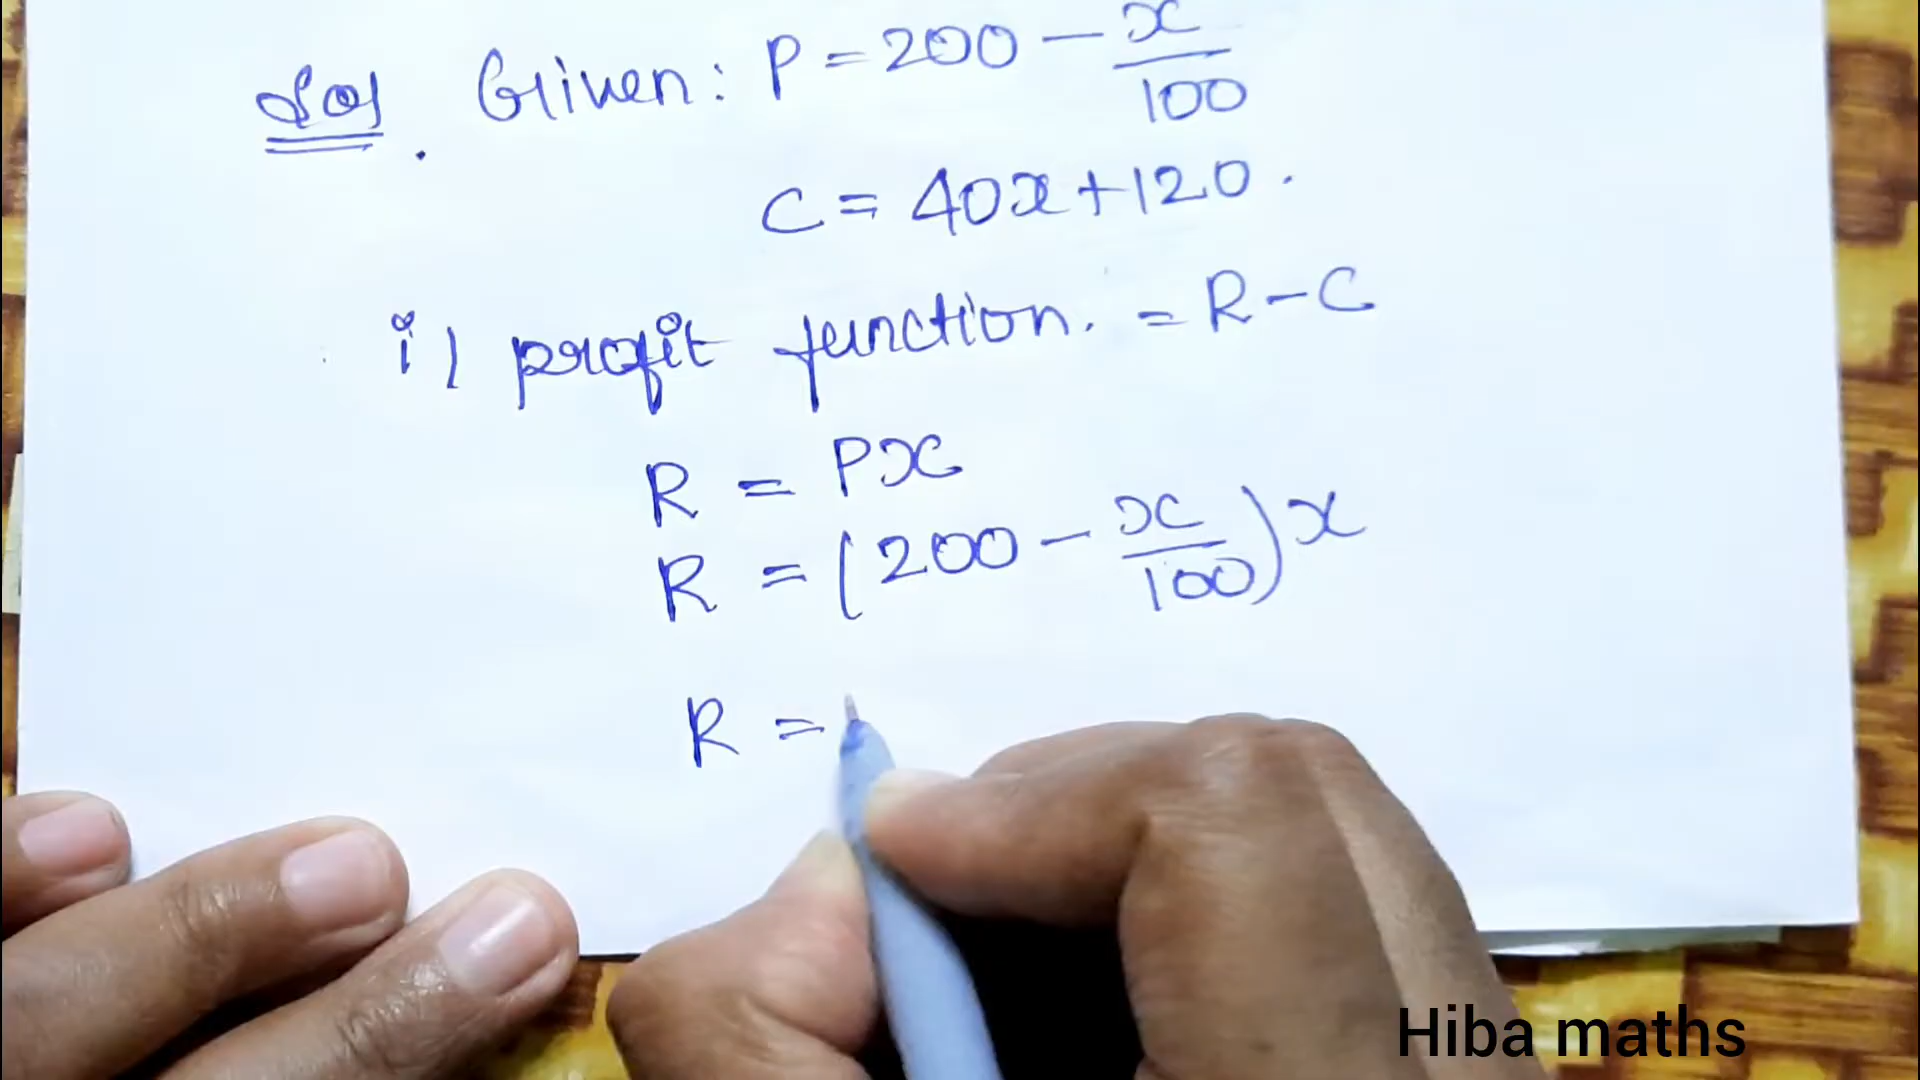 Sol. Given: P = 200 - x/100
C = 40x + 120.
i) profit function. = R - C
R = Px
R = (200 - x/100)x
R =
Hiba maths